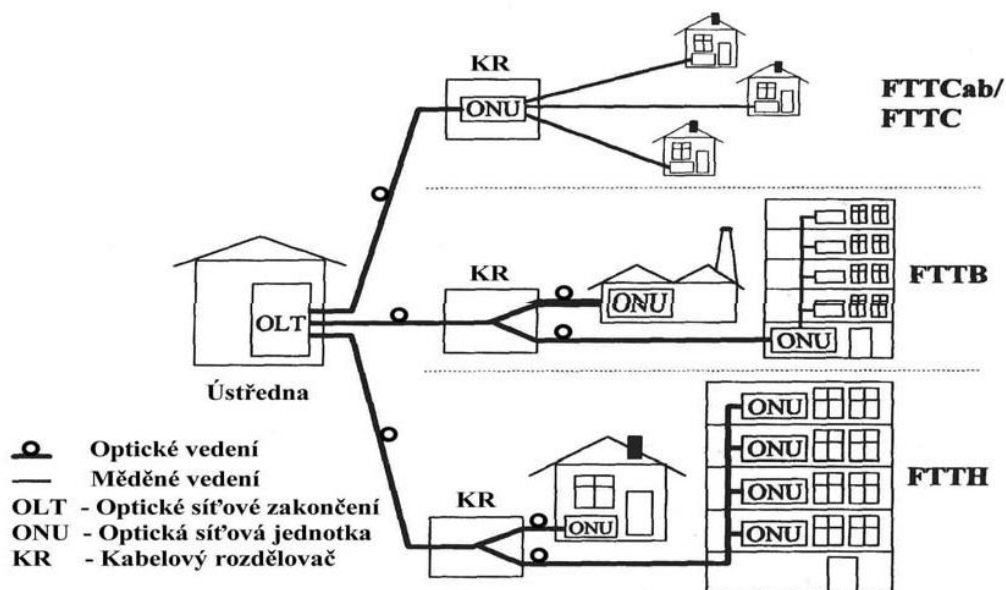 KR
ONU
FTTCab/
FTTC
KR
ONU
FTTB
OLT
ONU
Ústředna
ONU
ONU
ONU
ONU
KR
ONU
FTTH
Optické vedení
Měděné vedení
OLT - Optické síťové zakončení
ONU - Optická síťová jednotka
KR - Kabelový rozdělovač